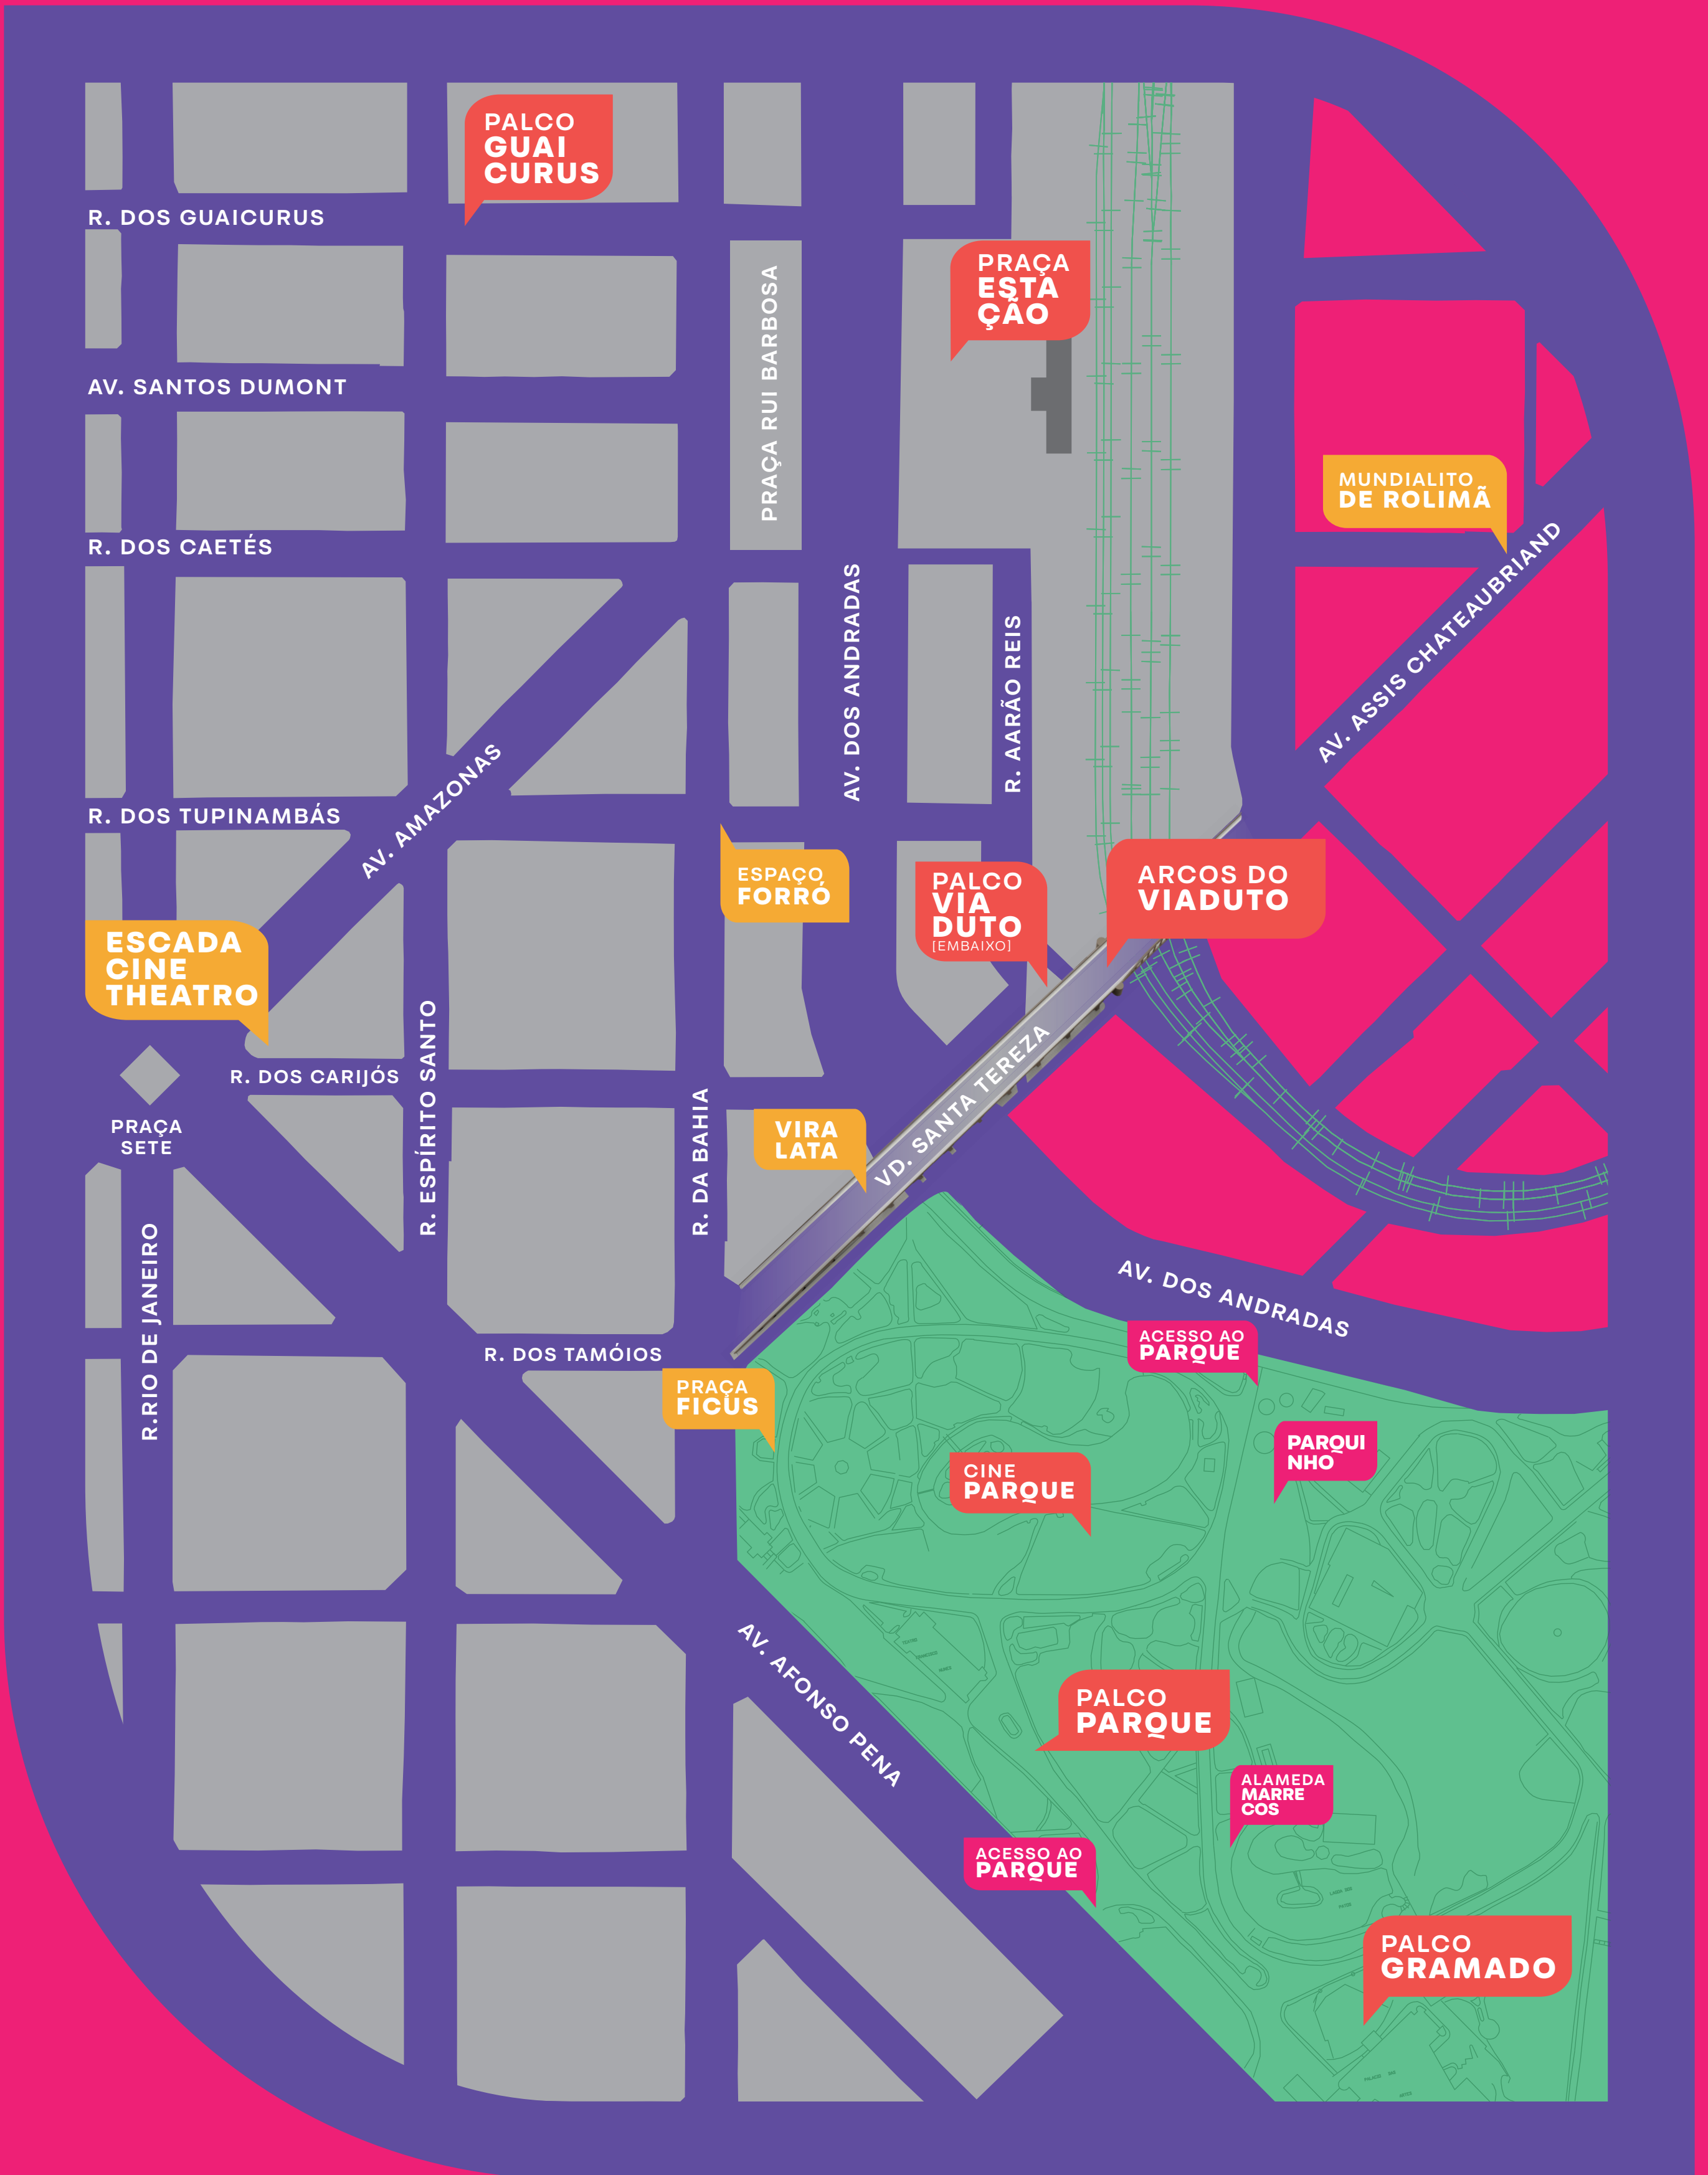 PALCO
GUAI
CURUS
R. DOS GUAICURUS
PRAÇA
ESTA
ÇÃO
PRAÇA RUI BARBOSA
AV. SANTOS DUMONT
MUNDIALITO
DE ROLIMÃ
R. DOS CAETÉS
AV. DOS ANDRADAS
R. AARÃO REIS
AV. ASSIS CHATEAUBRIAND
AV. AMAZONAS
R. DOS TUPINAMBÁS
ESPAÇO
FORRÓ
PALCO
VIA
DUTO
[EMBAIXO]
ARCOS DO
VIADUTO
ESCADA
CINE
THEATRO
R. DOS CARIJÓS
R. ESPÍRITO SANTO
VD. SANTA TEREZA
PRAÇA
SETE
R. DA BAHIA
VIRA
LATA
R.RIO DE JANEIRO
AV. DOS ANDRADAS
ACESSO AO
PARQUE
R. DOS TAMÓIOS
PRAÇA
FICUS
PARQUI
NHO
CINE
PARQUE
AV. AFONSO PENA
PALCO
PARQUE
ALAMEDA
MARRE
COS
ACESSO AO
PARQUE
PALCO
GRAMADO